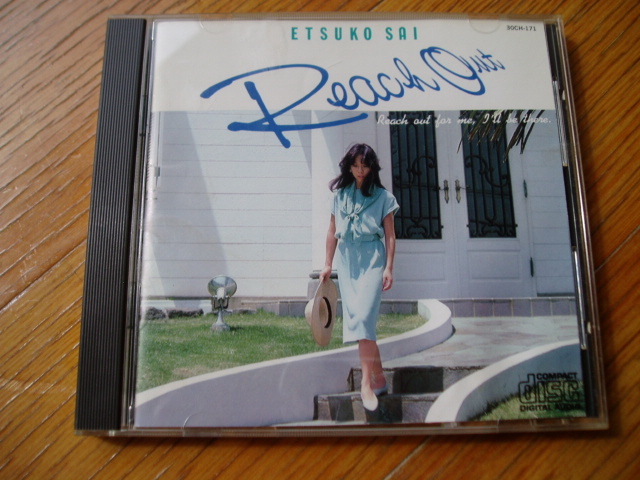 ETSUKO SAI
30CH-171
Reach Out
Reach out for me, I'll be there.
COMPACT
disc
DIGITAL AUDIO